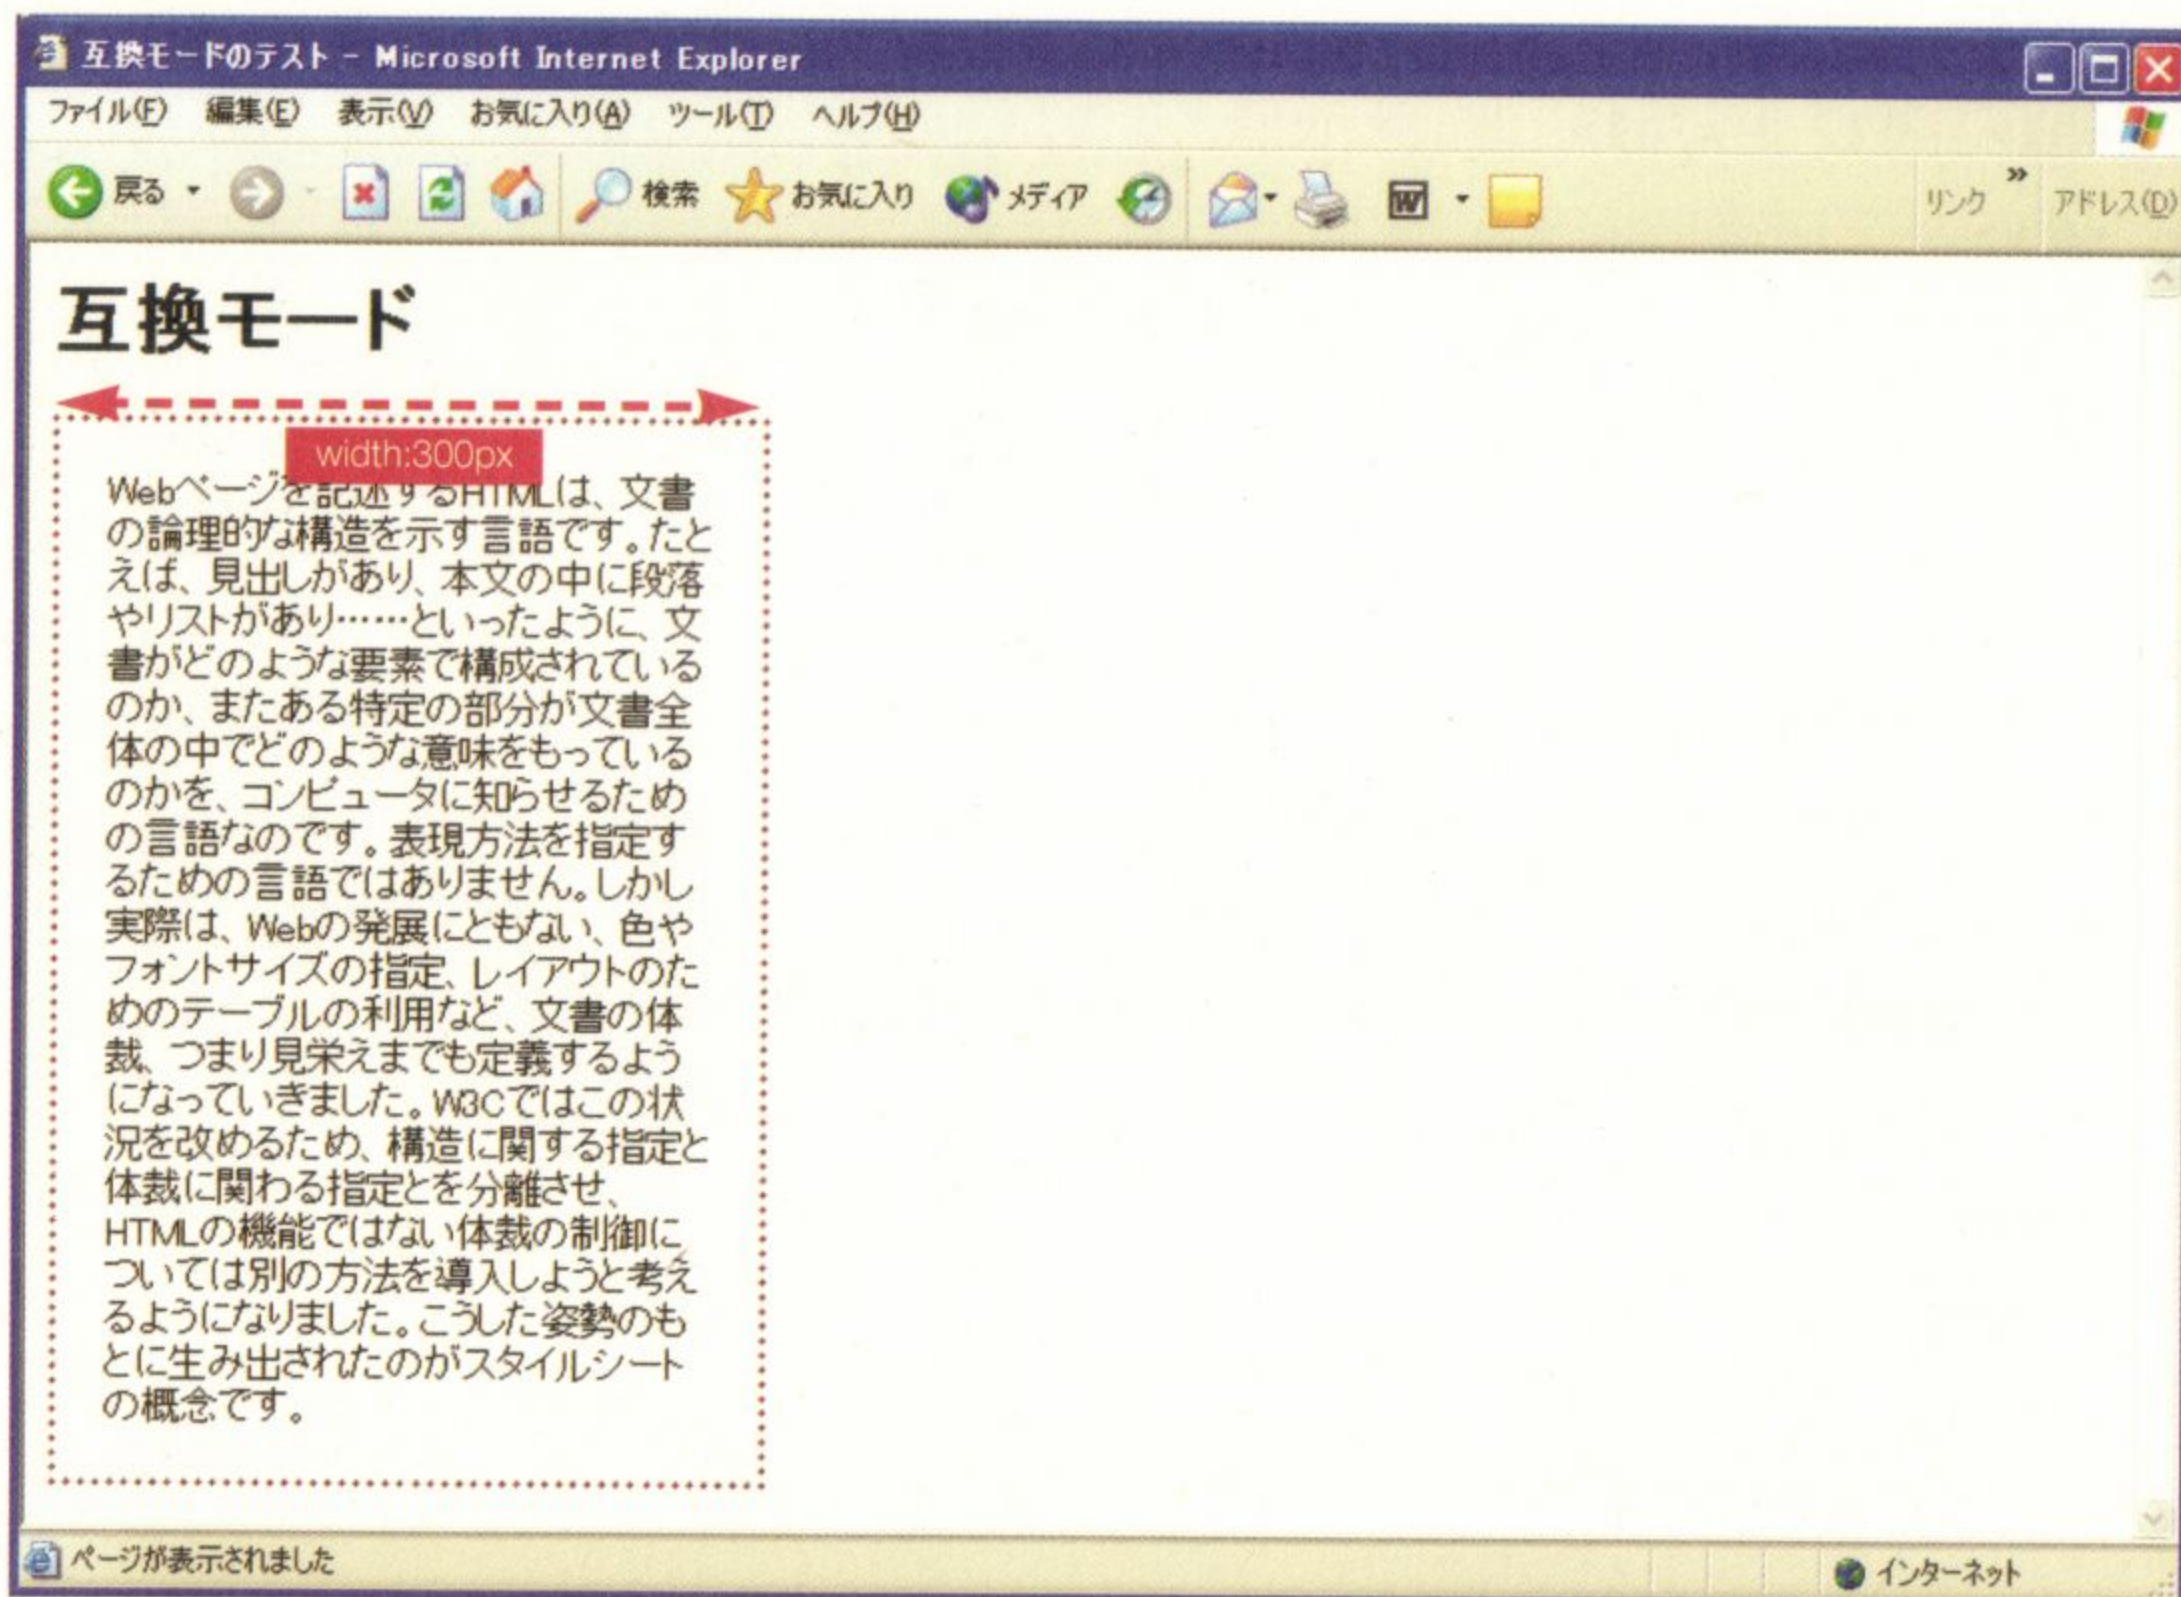 互換モードのテスト - Microsoft Internet Explorer
ファイル(F) 編集(E) 表示(V) お気に入り(A) ツール(T) ヘルプ(H)
戻る 検索 お気に入り メディア W リンク » アドレス(D)
互換モード
width:300px
Webページを記述するHTMLは、文書
の論理的な構造を示す言語です。たと
えば、見出しがあり、本文の中に段落
やリストがあり……といったように、文
書がどのような要素で構成されている
のか、またある特定の部分が文書全
体の中でどのような意味をもっている
のかを、コンピュータに知らせるため
の言語なのです。表現方法を指定す
るための言語ではありません。しかし
実際は、Webの発展にともない、色や
フォントサイズの指定、レイアウトのた
めのテーブルの利用など、文書の体
裁、つまり見栄えまでも定義するよう
になっていきました。W3Cではこの状
況を改めるため、構造に関する指定と
体裁に関わる指定とを分離させ、
HTMLの機能ではない体裁の制御に
ついては別の方法を導入しようと考え
るようになりました。こうした姿勢のも
とに生み出されたのがスタイルシート
の概念です。
ページが表示されました インターネット